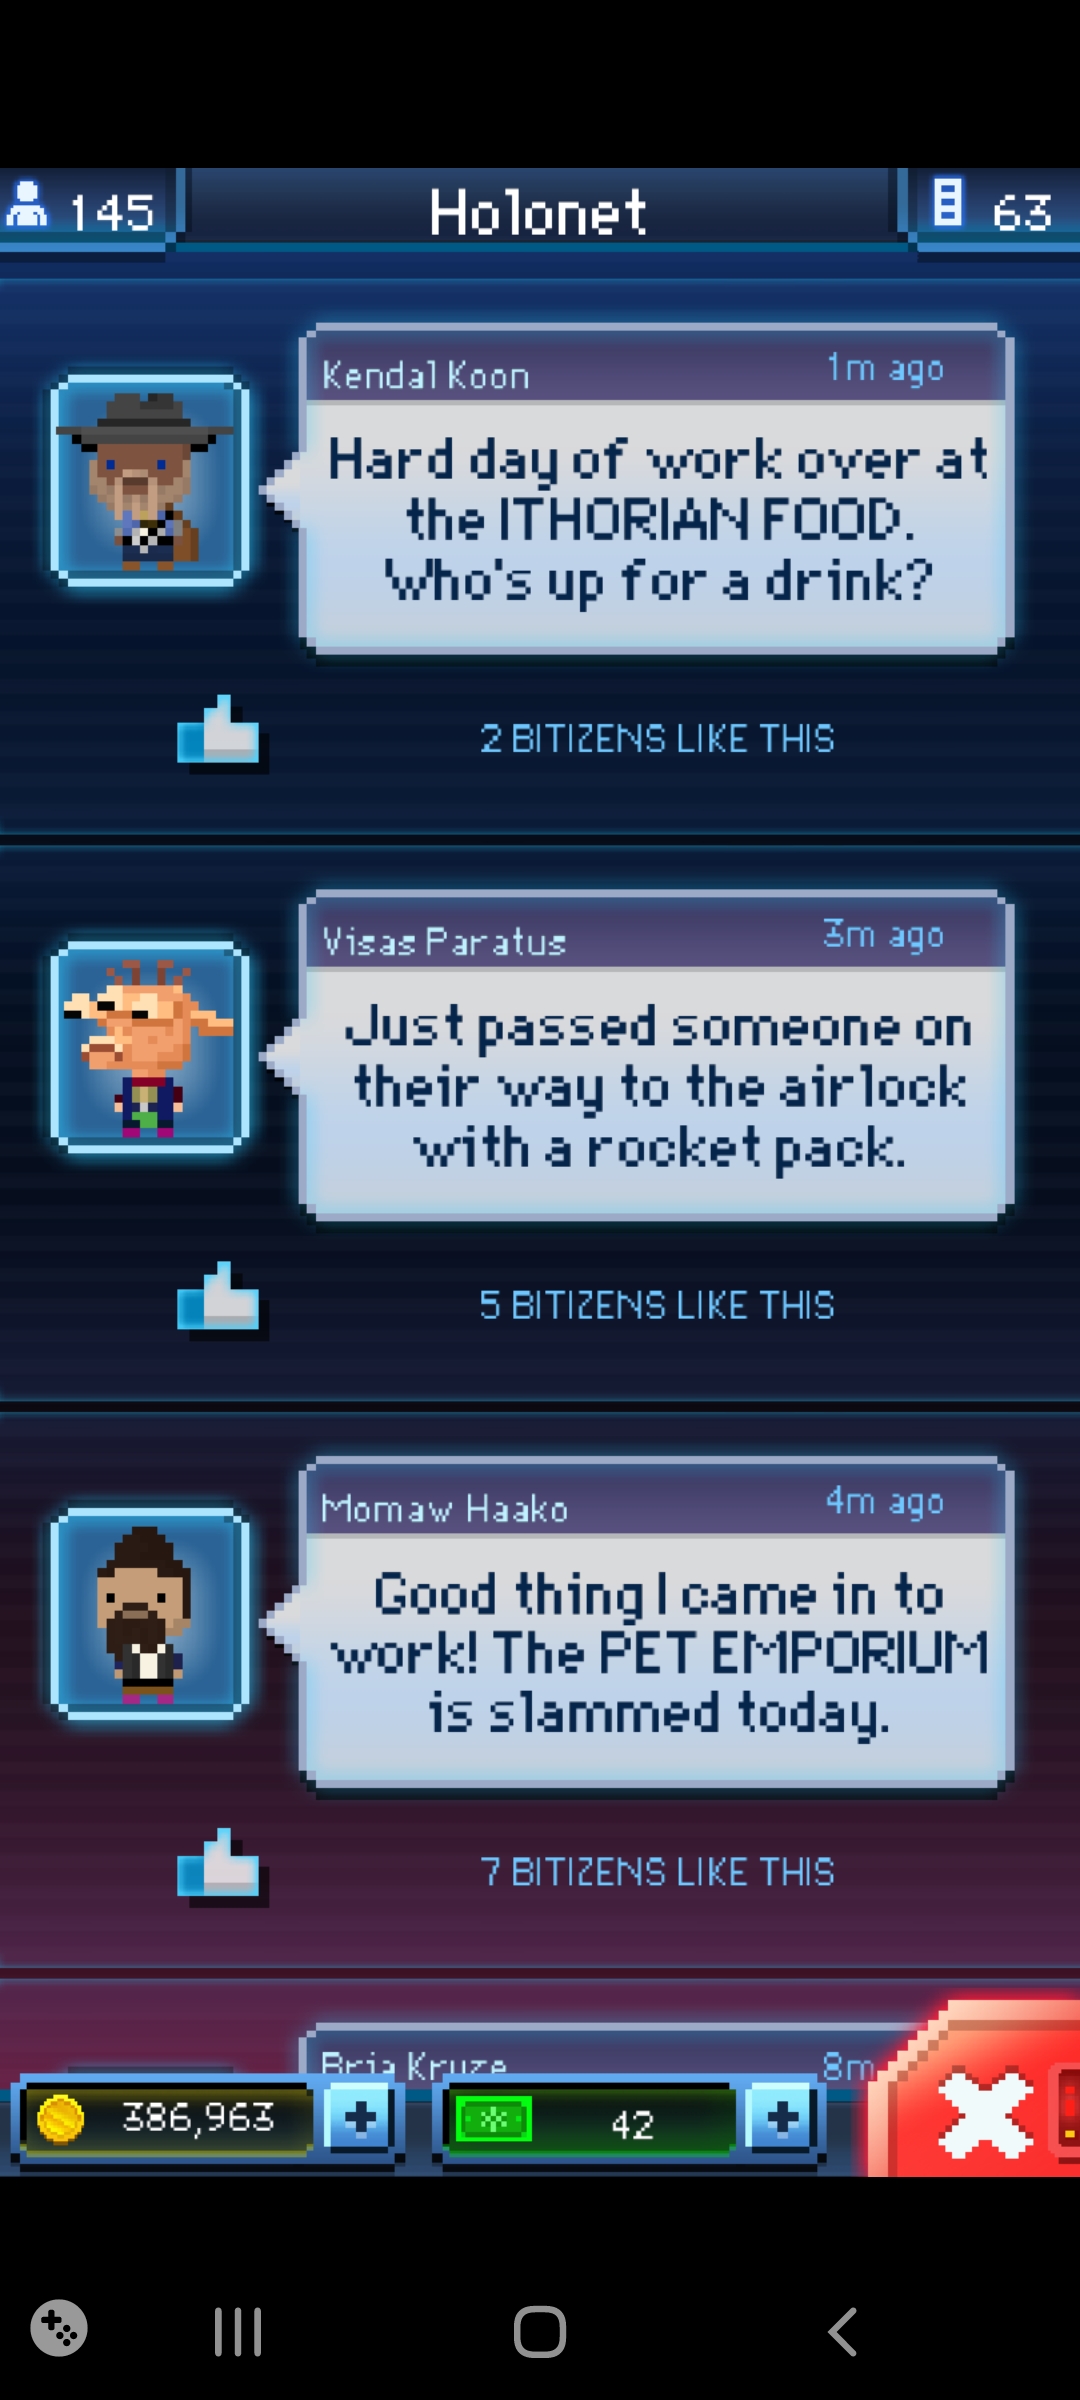 145
Holonet
63
Kendal Koon
1m ago
Hard day of work over at
the ITHORIAN FOOD.
Who's up for a drink?
2 BITIZENS LIKE THIS
Visas Paratus
3m ago
Just passed someone on
their way to the airlock
with a rocket pack.
5 BITIZENS LIKE THIS
Momaw Haako
4m ago
Good thing I came in to
work! The PET EMPORIUM
is slammed today.
7 BITIZENS LIKE THIS
Bria Kruze
8m
386,963
42